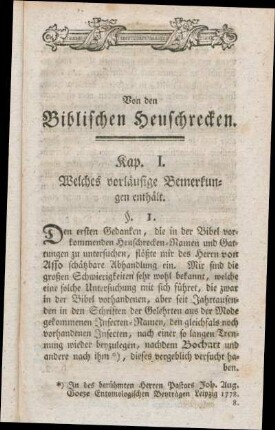 Von den
Biblischen Heuschrecken.
Kap. I.
Welches vorläufige Bemerkun-
gen enthält.
§. 1.
Den ersten Gedanken, die in der Bibel vor-
kommenden Heuschrecken-Namen und Gat-
tungen zu untersuchen, flößte mir des Herrn von
Asso schätzbare Abhandlung ein. Mir sind die
großen Schwierigkeiten sehr wohl bekannt, welche
eine solche Untersuchung mit sich führet, die zwar
in der Bibel vorhandenen, aber seit Jahrtausen-
den in den Schriften der Gelehrten aus der Mode
gekommenen Insecten-Namen, den gleichfals noch
vorhandenen Insecten, nach einer so langen Tren-
nung wieder beyzulegen, nachdem Bochart und
andere nach ihm *), dieses vergeblich versucht ha-
ben.
*) In des berühmten Herren Pastors Joh. Aug.
Goeze Entomologischen Beyträgen Leipzig 1778.
8.